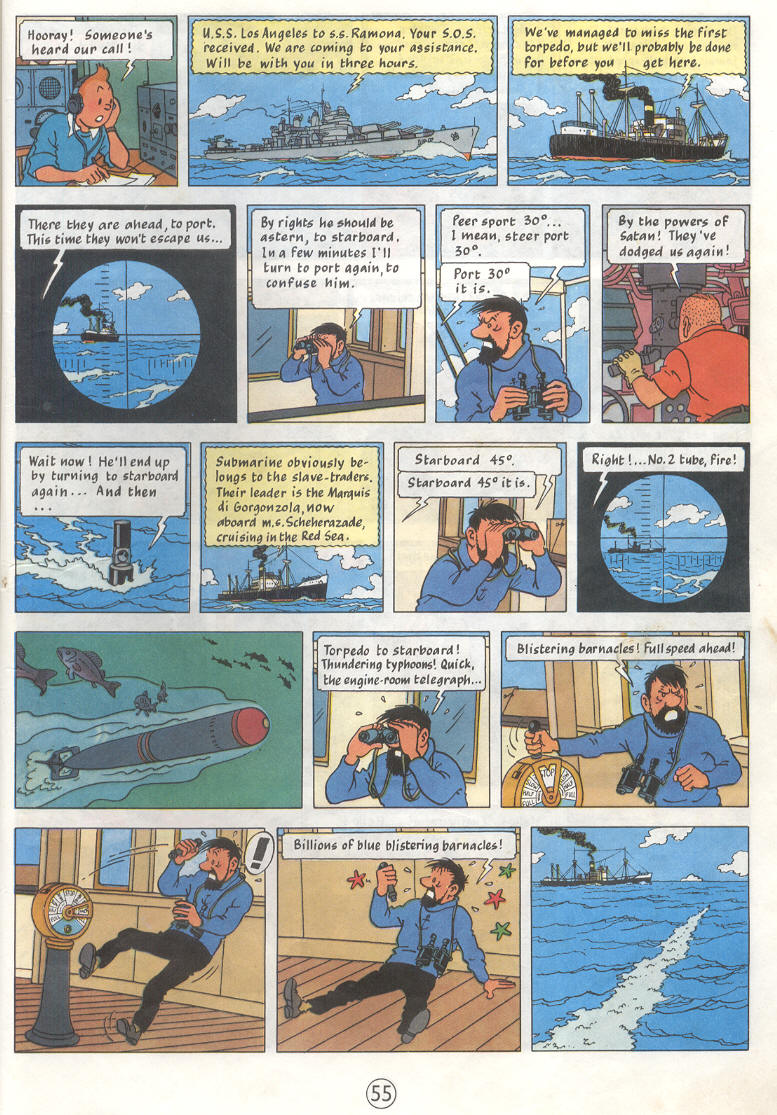 Hooray! Someone's
heard our call!
U.S.S. Los Angeles to s.s. Ramona. Your S.O.S.
received. We are coming to your assistance.
Will be with you in three hours.
We've managed to miss the first
torpedo, but we'll probably be done
for before you get here.
There they are ahead, to port.
This time they won't escape us...
By rights he should be
astern, to starboard.
In a few minutes I'll
turn to port again, to
confuse him.
Peer sport 30°...
I mean, steer port
30°.
Port 30°
it is.
By the powers of
Satan! They've
dodged us again!
Wait now! He'll end up
by turning to starboard
again... And then
...
Submarine obviously be-
longs to the slave-traders.
Their leader is the Marquis
di Gorgonzola, now
aboard m.s. Scheherazade,
cruising in the Red Sea.
Starboard 45°.
Starboard 45° it is.
Right!...No. 2 tube, fire!
Torpedo to starboard!
Thundering typhoons! Quick,
the engine-room telegraph...
Blistering barnacles! Full speed ahead!
STOP
HALF
FULL
HALF
FULL
!
Billions of blue blistering barnacles!
55